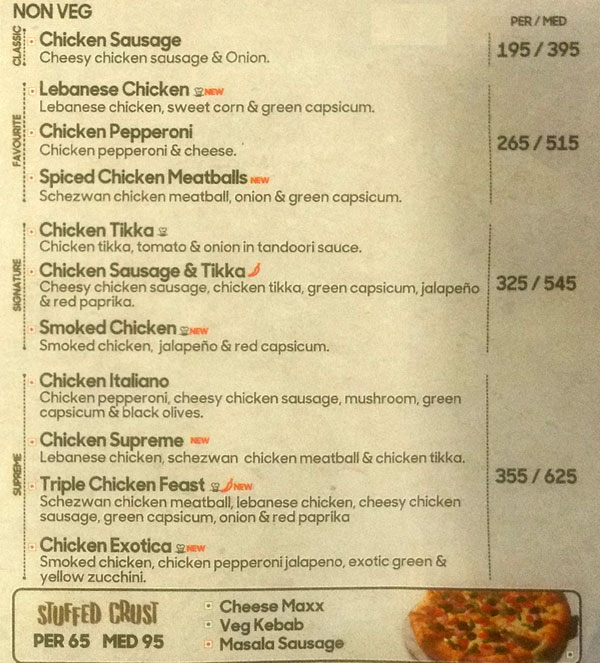 NON VEG
PER / MED
CLASSIC
Chicken Sausage
Cheesy chicken sausage & Onion.
195 / 395
FAVOURITE
Lebanese Chicken NEW
Lebanese chicken, sweet corn & green capsicum.
Chicken Pepperoni
Chicken pepperoni & cheese.
265 / 515
Spiced Chicken Meatballs NEW
Schezwan chicken meatball, onion & green capsicum.
SIGNATURE
Chicken Tikka
Chicken tikka, tomato & onion in tandoori sauce.
Chicken Sausage & Tikka
Cheesy chicken sausage, chicken tikka, green capsicum, jalapeño
& red paprika.
325 / 545
Smoked Chicken NEW
Smoked chicken, jalapeño & red capsicum.
SUPREME
Chicken Italiano
Chicken pepperoni, cheesy chicken sausage, mushroom, green
capsicum & black olives.
Chicken Supreme NEW
Lebanese chicken, schezwan chicken meatball & chicken tikka.
355 / 625
Triple Chicken Feast NEW
Schezwan chicken meatball, lebanese chicken, cheesy chicken
sausage, green capsicum, onion & red paprika
Chicken Exotica NEW
Smoked chicken, chicken pepperoni jalapeno, exotic green &
yellow zucchini.
STUFFED CRUST
PER 65 MED 95
Cheese Maxx
Veg Kebab
Masala Sausage